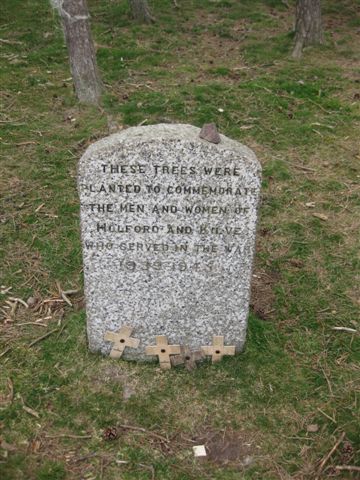 THESE TREES WERE
PLANTED TO COMMEMORATE
THE MEN AND WOMEN OF
HOLFORD AND KILVE
WHO SERVED IN THE WAR
1939-1945